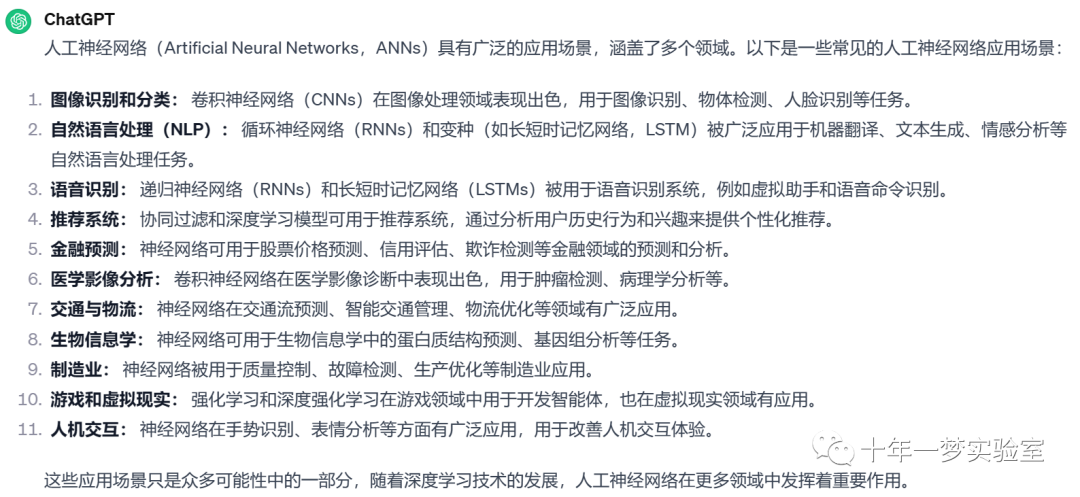 ChatGPT
人工神经网络（Artificial Neural Networks，ANNs）具有广泛的应用场景，涵盖了多个领域。以下是一些常见的人工神经网络应用场景：
1. 图像识别和分类： 卷积神经网络（CNNs）在图像处理领域表现出色，用于图像识别、物体检测、人脸识别等任务。
2. 自然语言处理（NLP）： 循环神经网络（RNNs）和变种（如长短时记忆网络，LSTM）被广泛应用于机器翻译、文本生成、情感分析等
自然语言处理任务。
3. 语音识别： 递归神经网络（RNNs）和长短时记忆网络（LSTMs）被用于语音识别系统，例如虚拟助手和语音命令识别。
4. 推荐系统： 协同过滤和深度学习模型可用于推荐系统，通过分析用户历史行为和兴趣来提供个性化推荐。
5. 金融预测： 神经网络可用于股票价格预测、信用评估、欺诈检测等金融领域的预测和分析。
6. 医学影像分析： 卷积神经网络在医学影像诊断中表现出色，用于肿瘤检测、病理学分析等。
7. 交通与物流： 神经网络在交通流预测、智能交通管理、物流优化等领域有广泛应用。
8. 生物信息学： 神经网络可用于生物信息学中的蛋白质结构预测、基因组分析等任务。
9. 制造业： 神经网络被用于质量控制、故障检测、生产优化等制造业应用。
10. 游戏和虚拟现实： 强化学习和深度强化学习在游戏领域中用于开发智能体，也在虚拟现实领域有应用。
11. 人机交互： 神经网络在手势识别、表情分析等方面有广泛应用，用于改善人机交互体验。
十年一梦实验室
这些应用场景只是众多可能性中的一部分，随着深度学习技术的发展，人工神经网络在更多领域中发挥着重要作用。